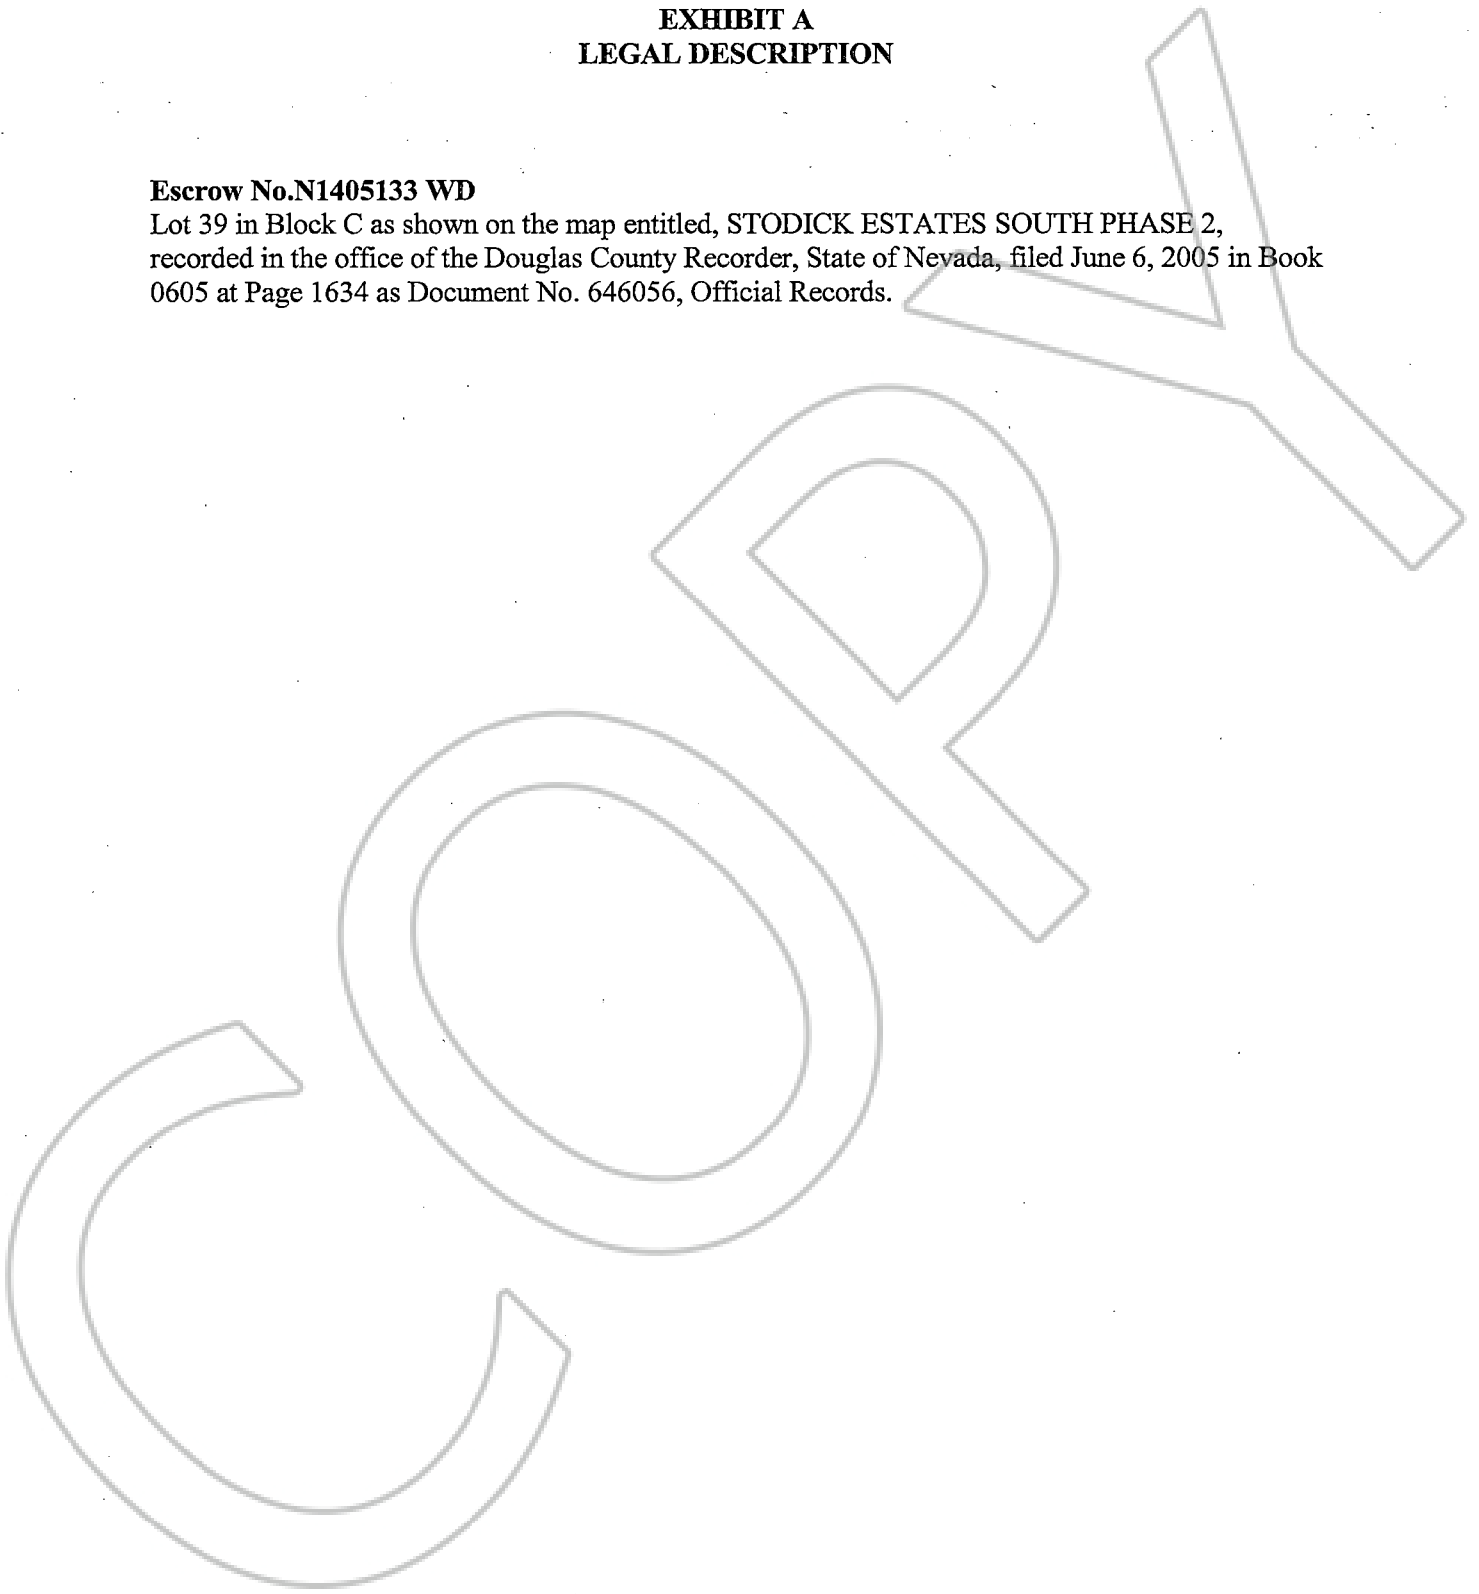 EXHIBIT A
LEGAL DESCRIPTION
Escrow No.N1405133 WD
Lot 39 in Block C as shown on the map entitled, STODICK ESTATES SOUTH PHASE 2,
recorded in the office of the Douglas County Recorder, State of Nevada, filed June 6, 2005 in Book
0605 at Page 1634 as Document No. 646056, Official Records.
COPY